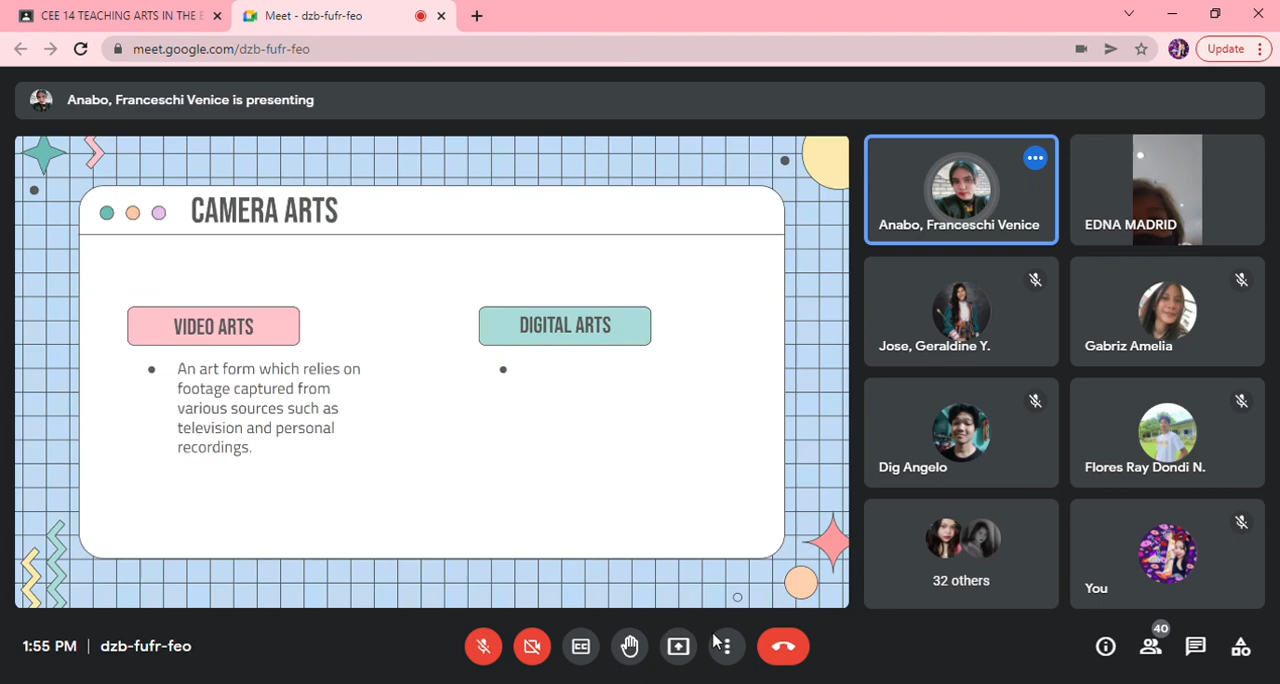 CEE 14 TEACHING ARTS IN THE E
Meet - dzb-fufr-feo
meet.google.com/dzb-fufr-feo
Update
Anabo, Franceschi Venice is presenting
CAMERA ARTS
VIDEO ARTS
DIGITAL ARTS
An art form which relies on
footage captured from
various sources such as
television and personal
recordings.
Anabo, Franceschi Venice
EDNA MADRID
Jose, Geraldine Y.
Gabriz Amelia
Dig Angelo
Flores Ray Dondi N.
32 others
You
1:55 PM | dzb-fufr-feo
CC
40